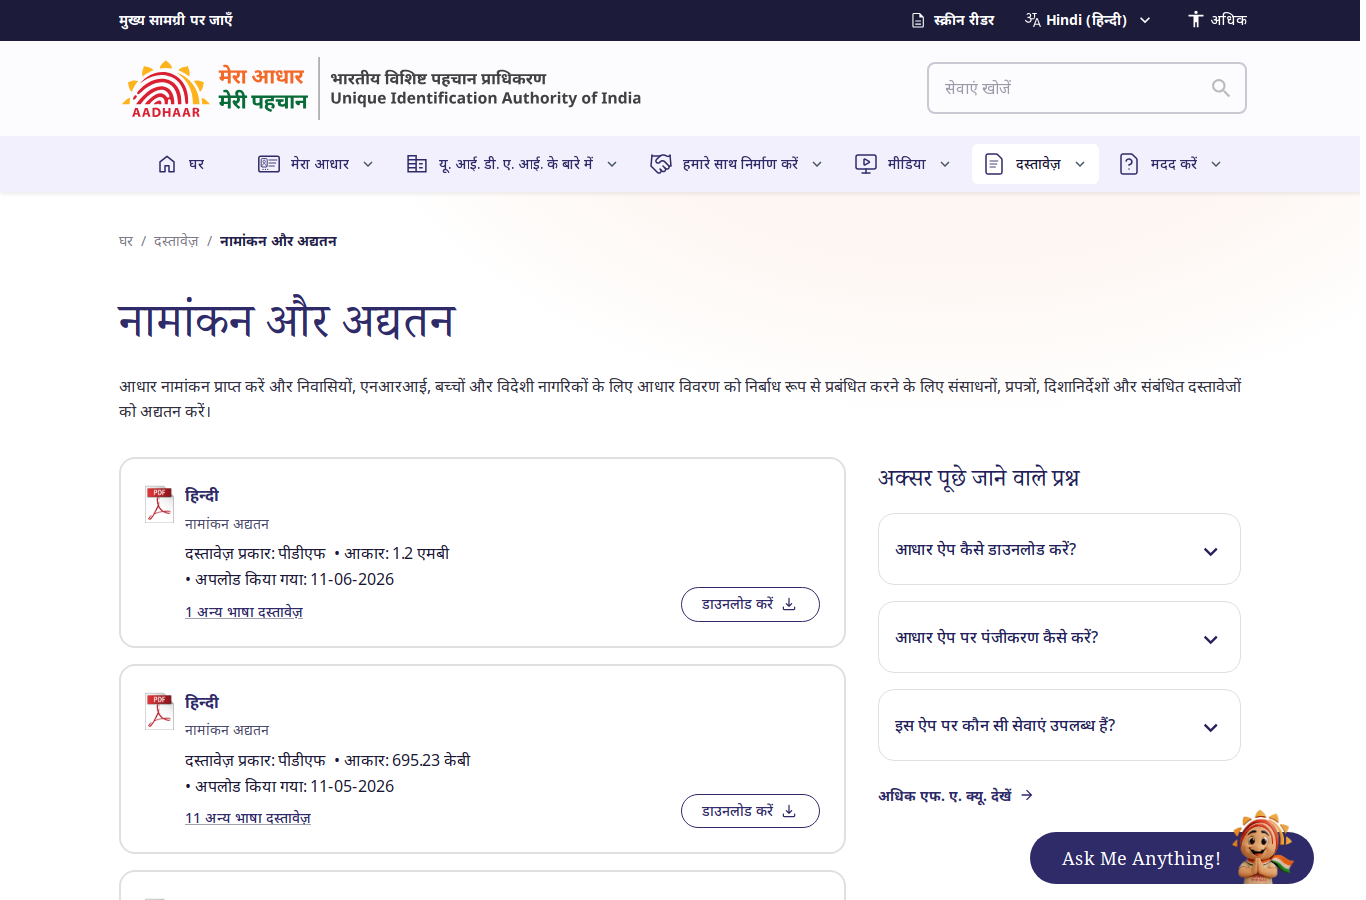 मुख्य सामग्री पर जाएँ
स्क्रीन रीडर
Hindi (हिन्दी)
अधिक
AADHAAR
मेरा आधार
मेरी पहचान
भारतीय विशिष्ट पहचान प्राधिकरण
Unique Identification Authority of India
सेवाएं खोजें
घर
मेरा आधार
यू. आई. डी. ए. आई. के बारे में
हमारे साथ निर्माण करें
मीडिया
दस्तावेज़
मदद करें
घर / दस्तावेज़ / नामांकन और अद्यतन
नामांकन और अद्यतन
आधार नामांकन प्राप्त करें और निवासियों, एनआरआई, बच्चों और विदेशी नागरिकों के लिए आधार विवरण को निर्बाध रूप से प्रबंधित करने के लिए संसाधनों, प्रपत्रों, दिशानिर्देशों और संबंधित दस्तावेजों
को अद्यतन करें।
PDF
हिन्दी
नामांकन अद्यतन
दस्तावेज़ प्रकार: पीडीएफ • आकार: 1.2 एमबी
• अपलोड किया गया: 11-06-2026
1 अन्य भाषा दस्तावेज़
डाउनलोड करें
PDF
हिन्दी
नामांकन अद्यतन
दस्तावेज़ प्रकार: पीडीएफ • आकार: 695.23 केबी
• अपलोड किया गया: 11-05-2026
11 अन्य भाषा दस्तावेज़
डाउनलोड करें
अक्सर पूछे जाने वाले प्रश्न
आधार ऐप कैसे डाउनलोड करें?
आधार ऐप पर पंजीकरण कैसे करें?
इस ऐप पर कौन सी सेवाएं उपलब्ध हैं?
अधिक एफ. ए. क्यू. देखें
Ask Me Anything!